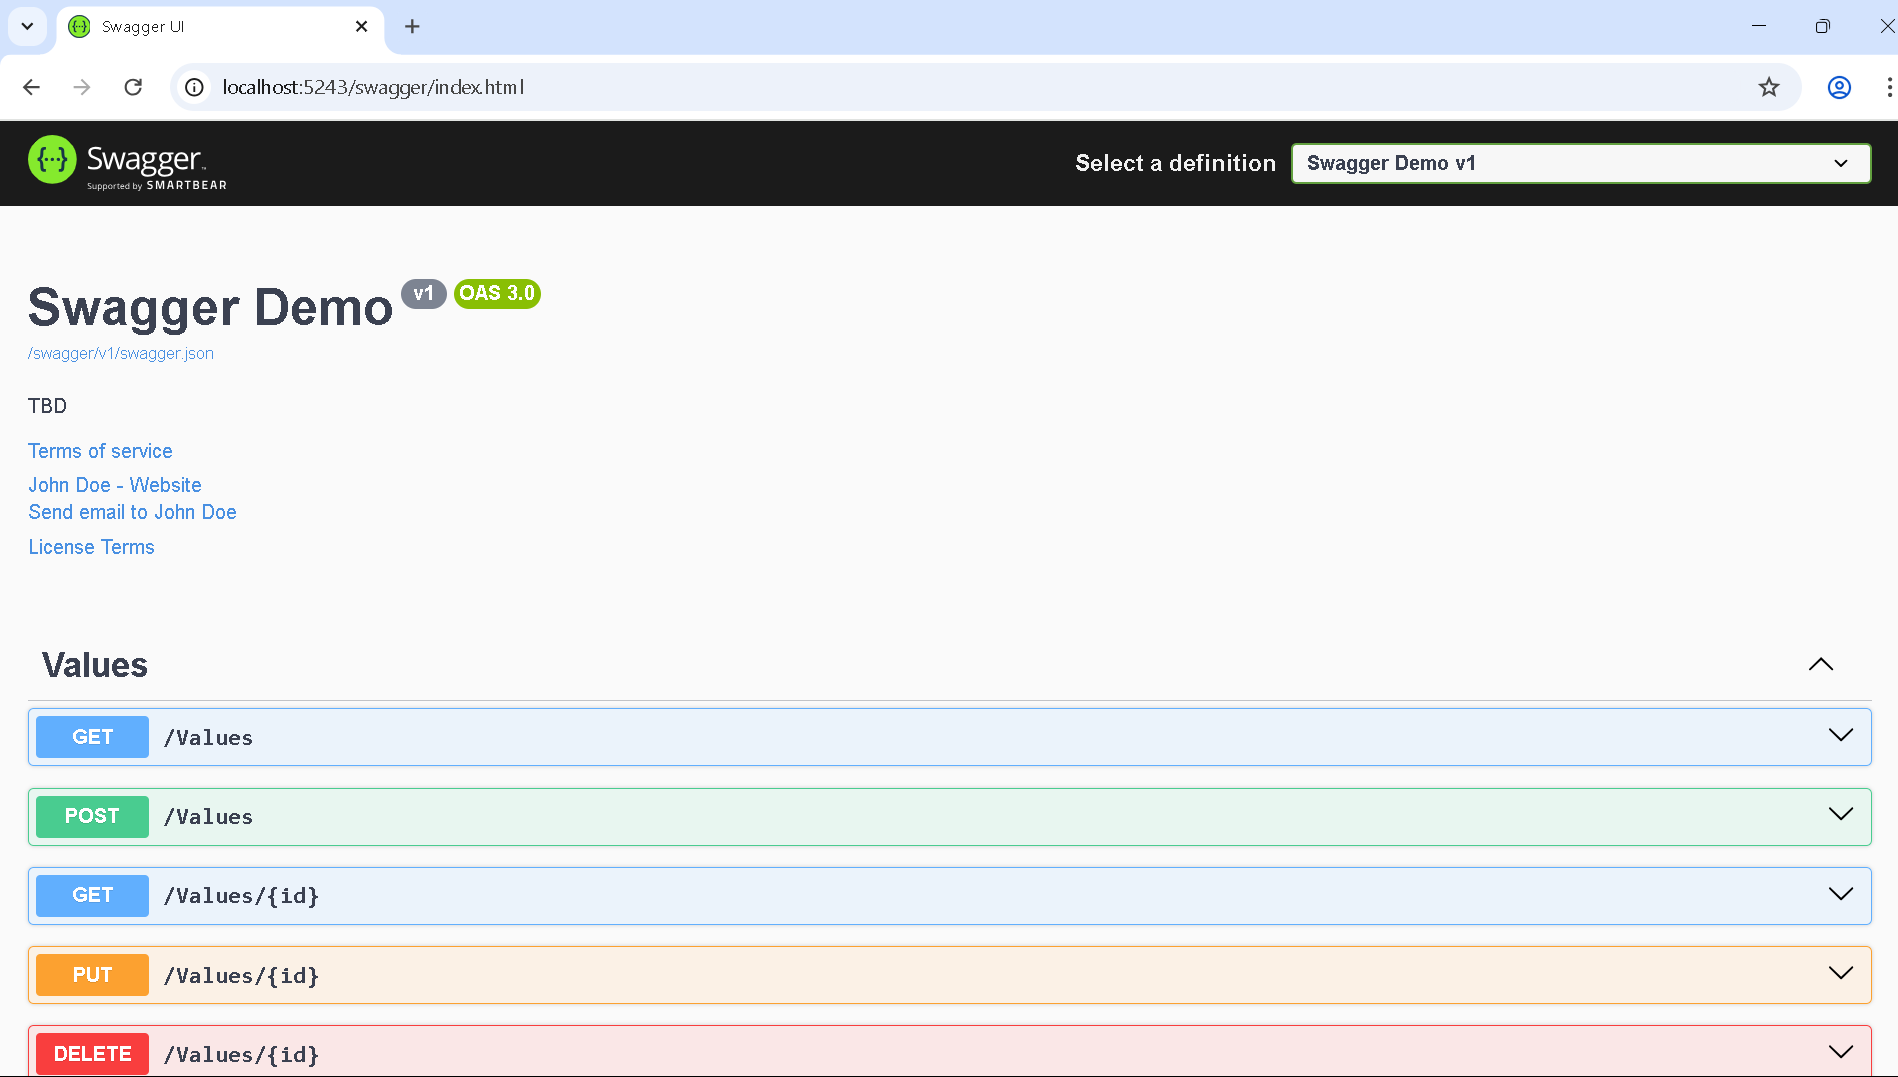 Swagger UI
localhost:5243/swagger/index.html
{...} Swagger™
Supported by SMARTBEAR
Select a definition
Swagger Demo v1
Swagger Demo v1 OAS 3.0
/swagger/v1/swagger.json
TBD
Terms of service
John Doe - Website
Send email to John Doe
License Terms
Values
GET /Values
POST /Values
GET /Values/{id}
PUT /Values/{id}
DELETE /Values/{id}